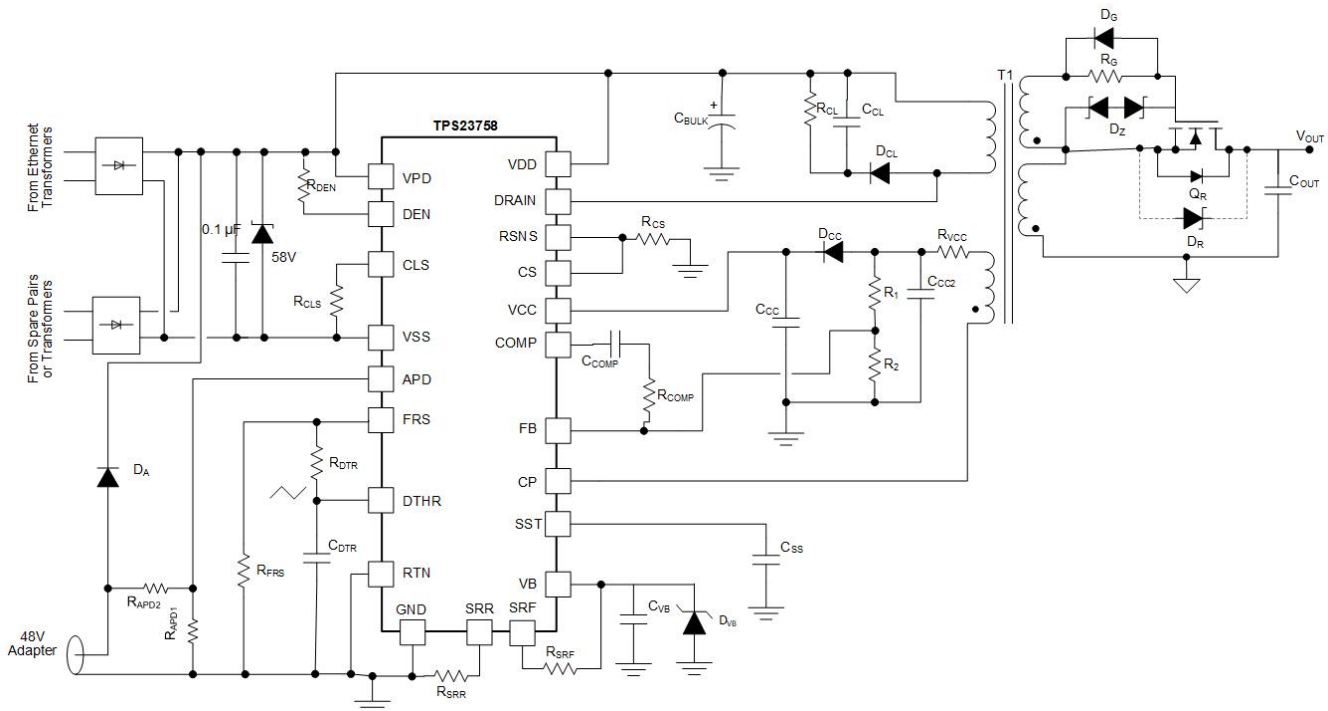 TPS23758
From Ethernet
Transformers
From Spare Pairs
or Transformers
48V
Adapter
VPD
DEN
CLS
VSS
APD
FRS
DTHR
RTN
GND
SRR
SRF
VDD
DRAIN
RSNS
CS
VCC
COMP
FB
CP
SST
VB
RDEN
0.1 µF
58V
RCLS
DA
RAPD2
RAPD1
RFRS
RDTR
CDTR
RSRR
RSRF
CVB
DVB
CSS
CBULK
+
RCL
CCL
DCL
RCS
DCC
RVCC
CCC
R1
CCC2
R2
CCOMP
RCOMP
T1
DG
RG
DZ
QR
DR
VOUT
COUT